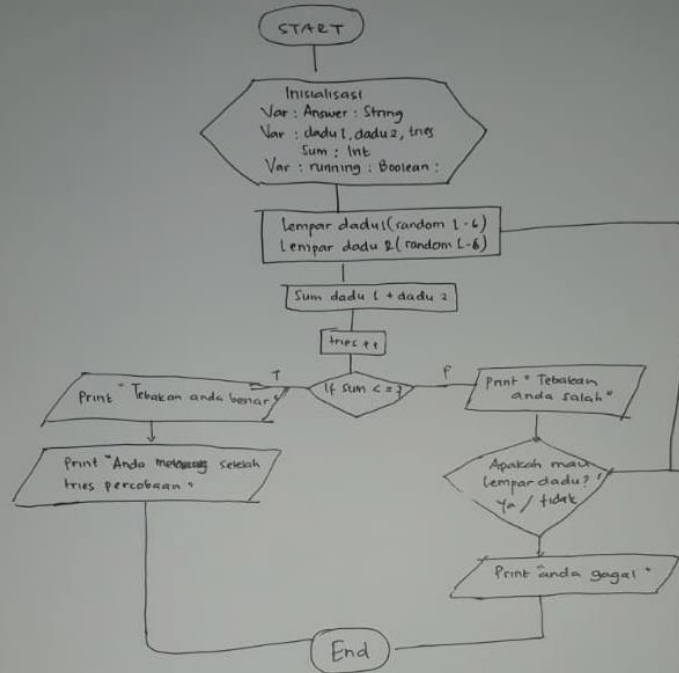 START
Inisialisasi
Var : Answer : String
Var : dadu 1, dadu 2, tries
Sum : Int
Var : running : Boolean :
Lempar dadu 1 (random 1-6)
Lempar dadu 2 (random 1-6)
Sum dadu 1 + dadu 2
tries ++
If sum <= 7
T
F
Print "Tebakan anda benar"
Print "Anda menang setelah
tries percobaan"
Print "Tebakan
anda salah"
Apakah mau
lempar dadu?
Ya / tidak
Print "anda gagal"
End